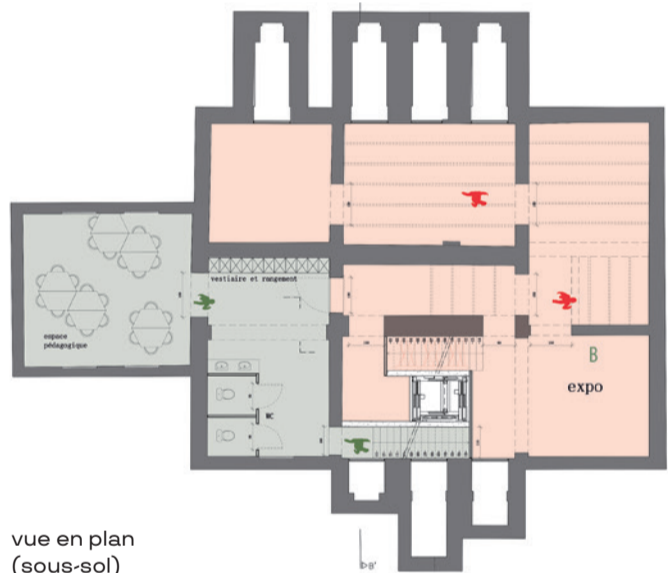 vestiaire et rangement
espace
pédagogique
B
expo
WC
B'
vue en plan
(sous-sol)